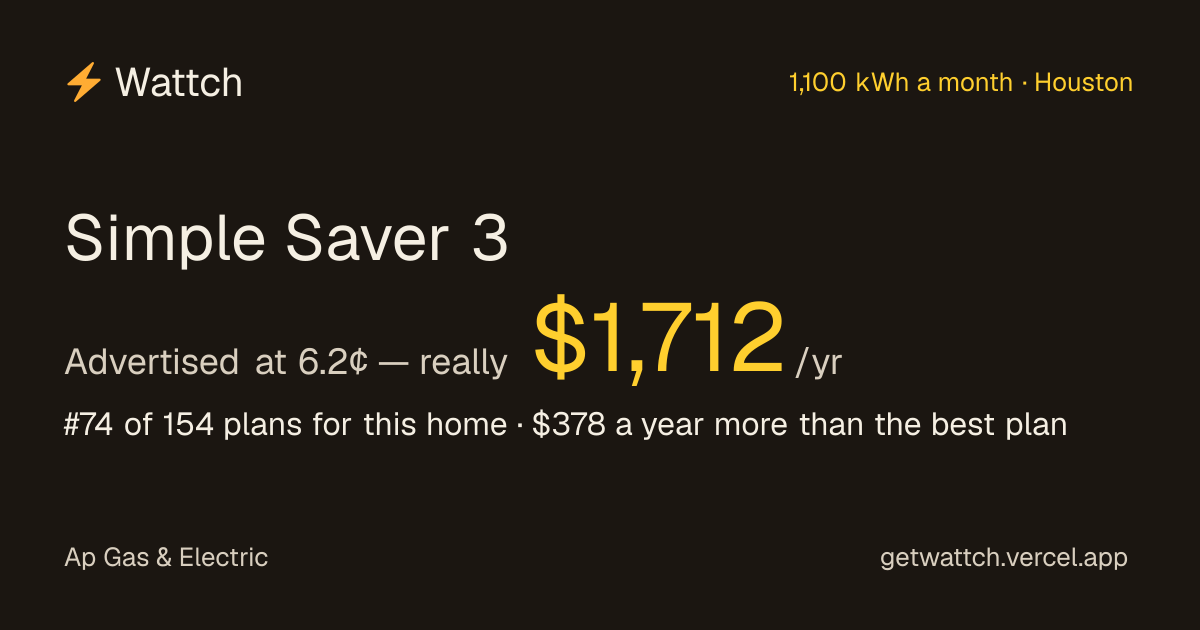 ⚡ Wattch
1,100 kWh a month · Houston
Simple Saver 3
Advertised at 6.2¢ — really $1,712 /yr
#74 of 154 plans for this home · $378 a year more than the best plan
Ap Gas & Electric
getwattch.vercel.app